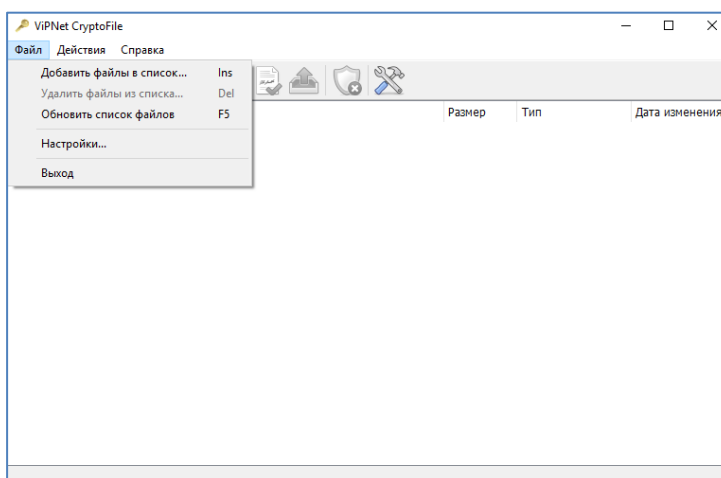 ViPNet CryptoFile
Файл Действия Справка
Добавить файлы в список... Ins
Удалить файлы из списка... Del
Обновить список файлов F5
Настройки...
Выход
Размер Тип Дата изменения